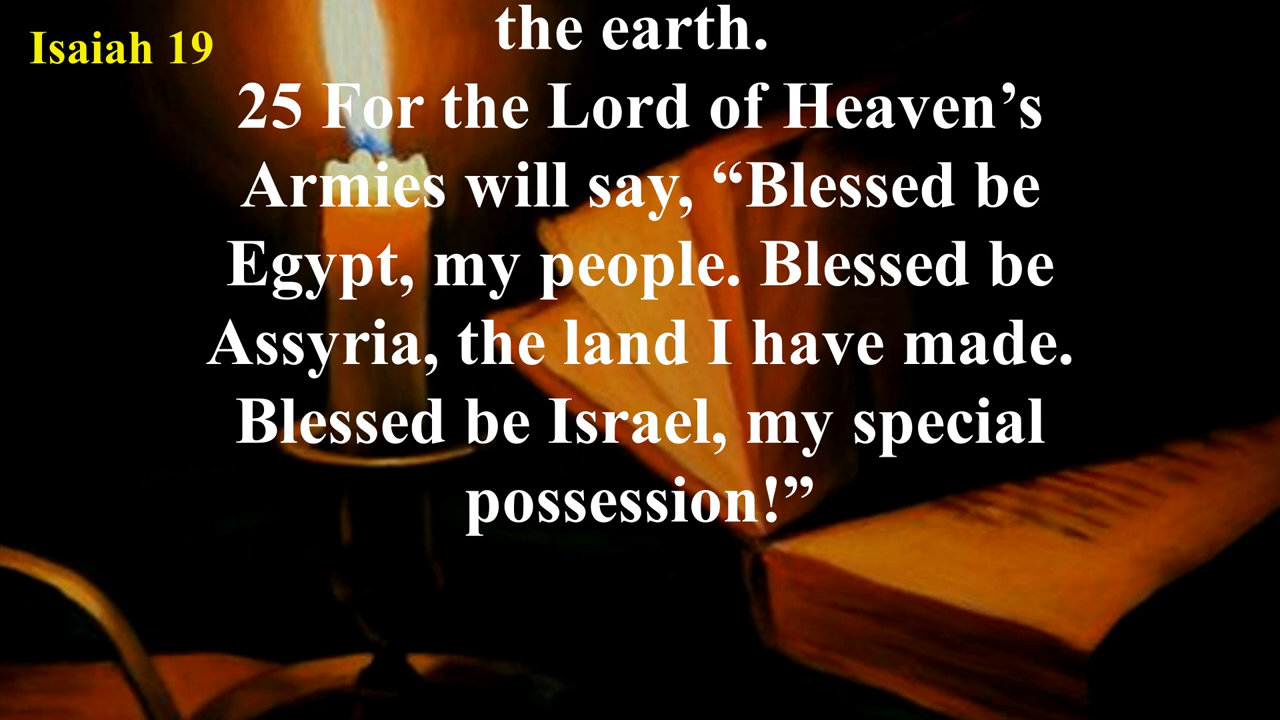 Isaiah 19
the earth.
25 For the Lord of Heaven’s
Armies will say, “Blessed be
Egypt, my people. Blessed be
Assyria, the land I have made.
Blessed be Israel, my special
possession!”